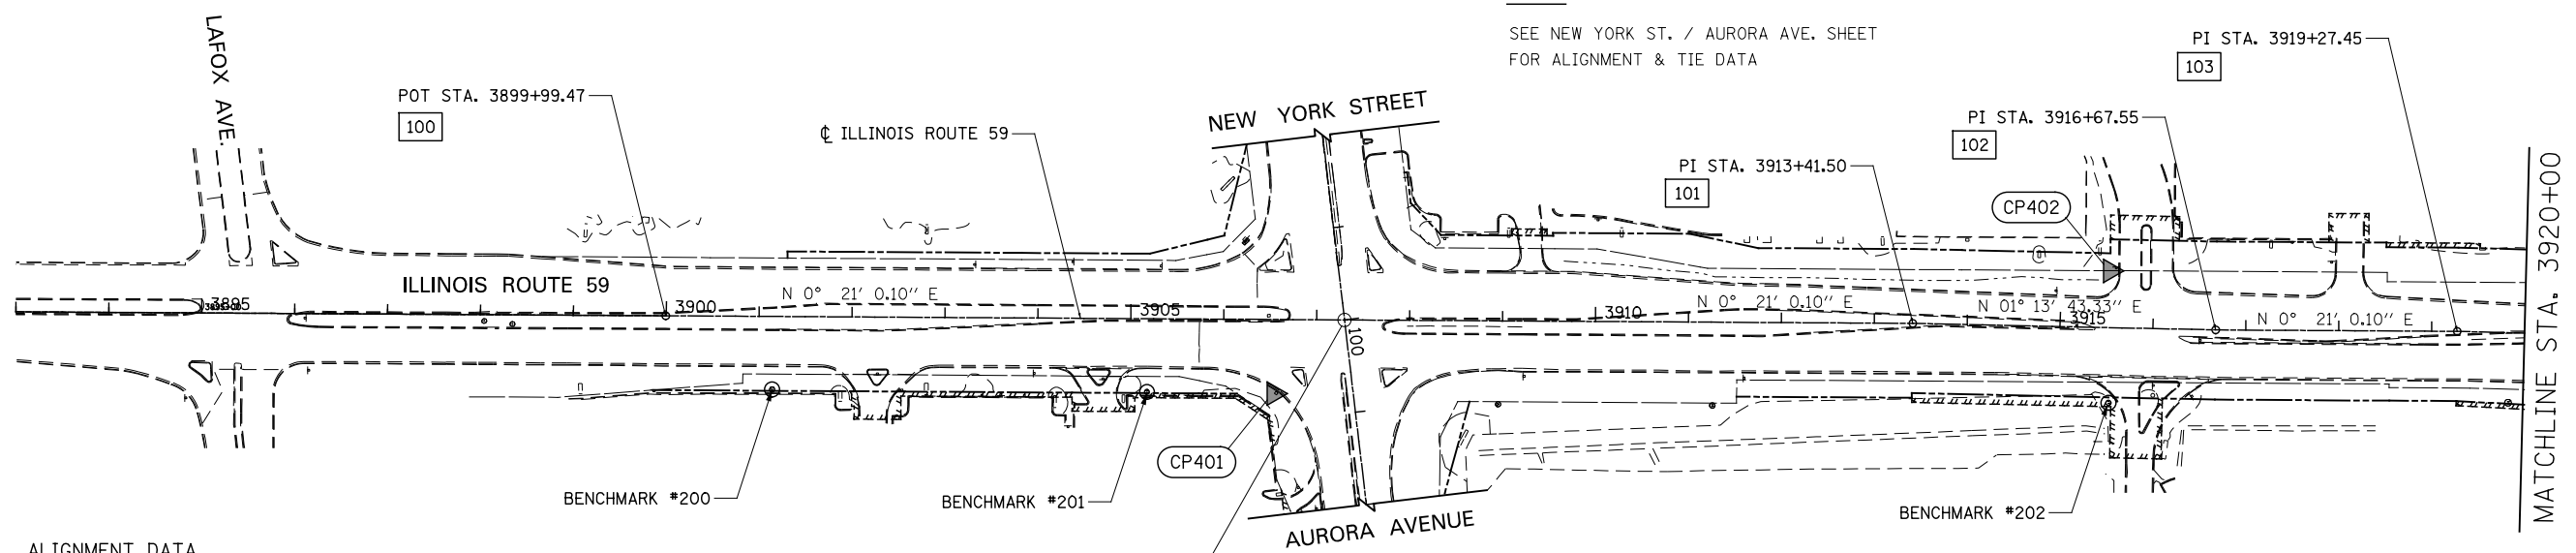 SEE NEW YORK ST. / AURORA AVE. SHEET
FOR ALIGNMENT & TIE DATA
PI STA. 3919+27.45
103
LAFOX AVE.
POT STA. 3899+99.47
100
℄ ILLINOIS ROUTE 59
NEW YORK STREET
PI STA. 3916+67.55
102
PI STA. 3913+41.50
101
CP402
MATCHLINE STA. 3920+00
ILLINOIS ROUTE 59
3895
3900
N 0° 21' 0.10" E
3905
3910
N 0° 21' 0.10" E
N 01° 13' 43.33" E
3915
N 0° 21' 0.10" E
100
CP401
BENCHMARK #200
BENCHMARK #201
BENCHMARK #202
AURORA AVENUE
ALIGNMENT DATA